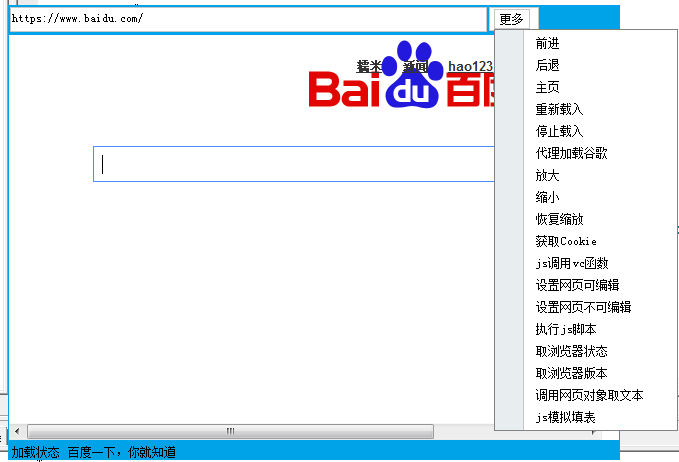 https://www.baidu.com/
更多
糯米 新闻 hao123
Bai du 百度
前进
后退
主页
重新载入
停止载入
代理加载谷歌
放大
缩小
恢复缩放
获取Cookie
js调用vc函数
设置网页可编辑
设置网页不可编辑
执行js脚本
取浏览器状态
取浏览器版本
调用网页对象取文本
js模拟填表
加载状态 百度一下，你就知道